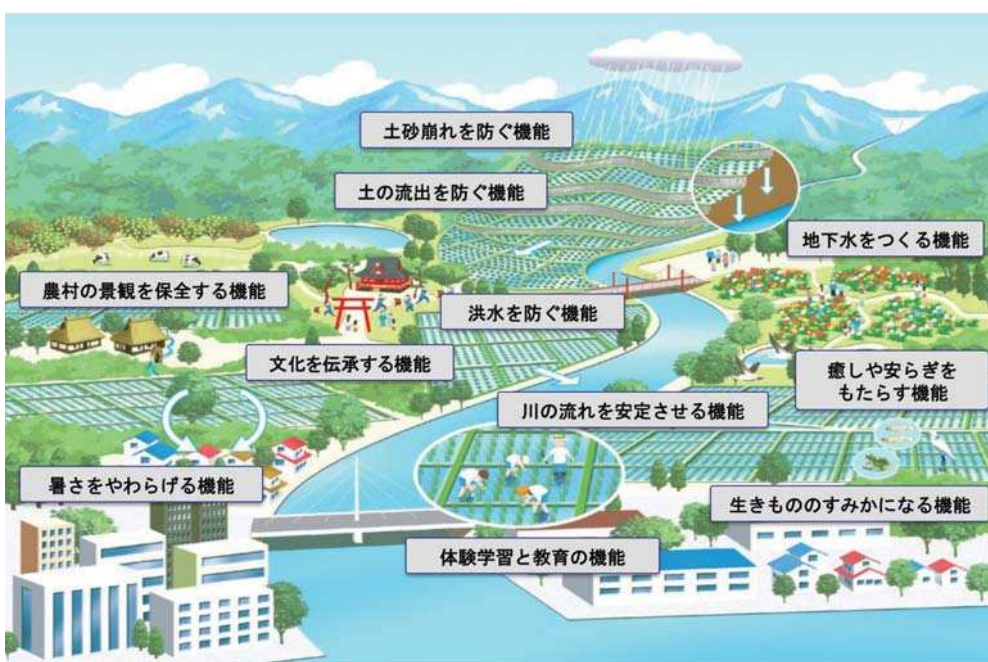 土砂崩れを防ぐ機能
土の流出を防ぐ機能
地下水をつくる機能
農村の景観を保全する機能
洪水を防ぐ機能
文化を伝承する機能
癒しや安らぎを
もたらす機能
川の流れを安定させる機能
暑さをやわらげる機能
生きもののすみかになる機能
体験学習と教育の機能